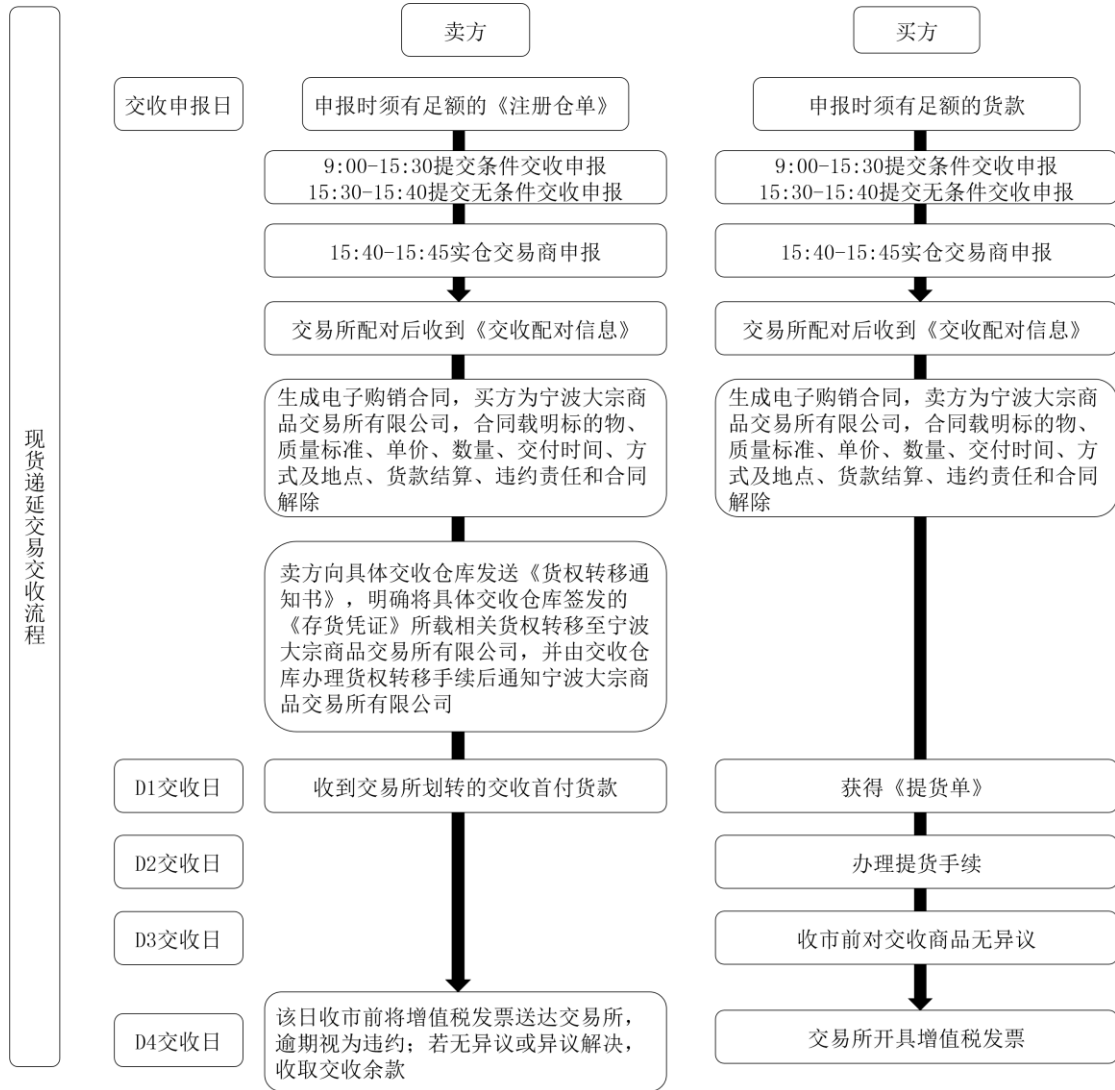 现货递延交易交收流程
卖方
买方
交收申报日
申报时须有足额的《注册仓单》
申报时须有足额的货款
9:00-15:30提交条件交收申报
15:30-15:40提交无条件交收申报
9:00-15:30提交条件交收申报
15:30-15:40提交无条件交收申报
15:40-15:45实仓交易商申报
15:40-15:45实仓交易商申报
交易所配对后收到《交收配对信息》
交易所配对后收到《交收配对信息》
生成电子购销合同，买方为宁波大宗商
品交易所有限公司，合同载明标的物、
质量标准、单价、数量、交付时间、方
式及地点、货款结算、违约责任和合同
解除
生成电子购销合同，卖方为宁波大宗商
品交易所有限公司，合同载明标的物、
质量标准、单价、数量、交付时间、方
式及地点、货款结算、违约责任和合同
解除
卖方向具体交收仓库发送《货权转移通
知书》，明确将具体交收仓库签发的
《存货凭证》所载相关货权转移至宁波
大宗商品交易所有限公司，并由交收仓
库办理货权转移手续后通知宁波大宗商
品交易所有限公司
D1交收日
收到交易所划转的交收首付货款
获得《提货单》
D2交收日
办理提货手续
D3交收日
收市前对交收商品无异议
D4交收日
该日收市前将增值税发票送达交易所，
逾期视为违约；若无异议或异议解决，
收取交收余款
交易所开具增值税发票